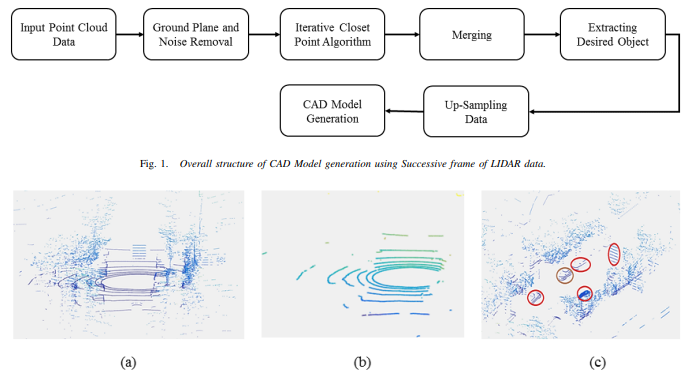 Input Point Cloud
Data
Ground Plane and
Noise Removal
Iterative Closet
Point Algorithm
Merging
Extracting
Desired Object
CAD Model
Generation
Up-Sampling
Data
Fig. 1. Overall structure of CAD Model generation using Successive frame of LIDAR data.
(a)
(b)
(c)